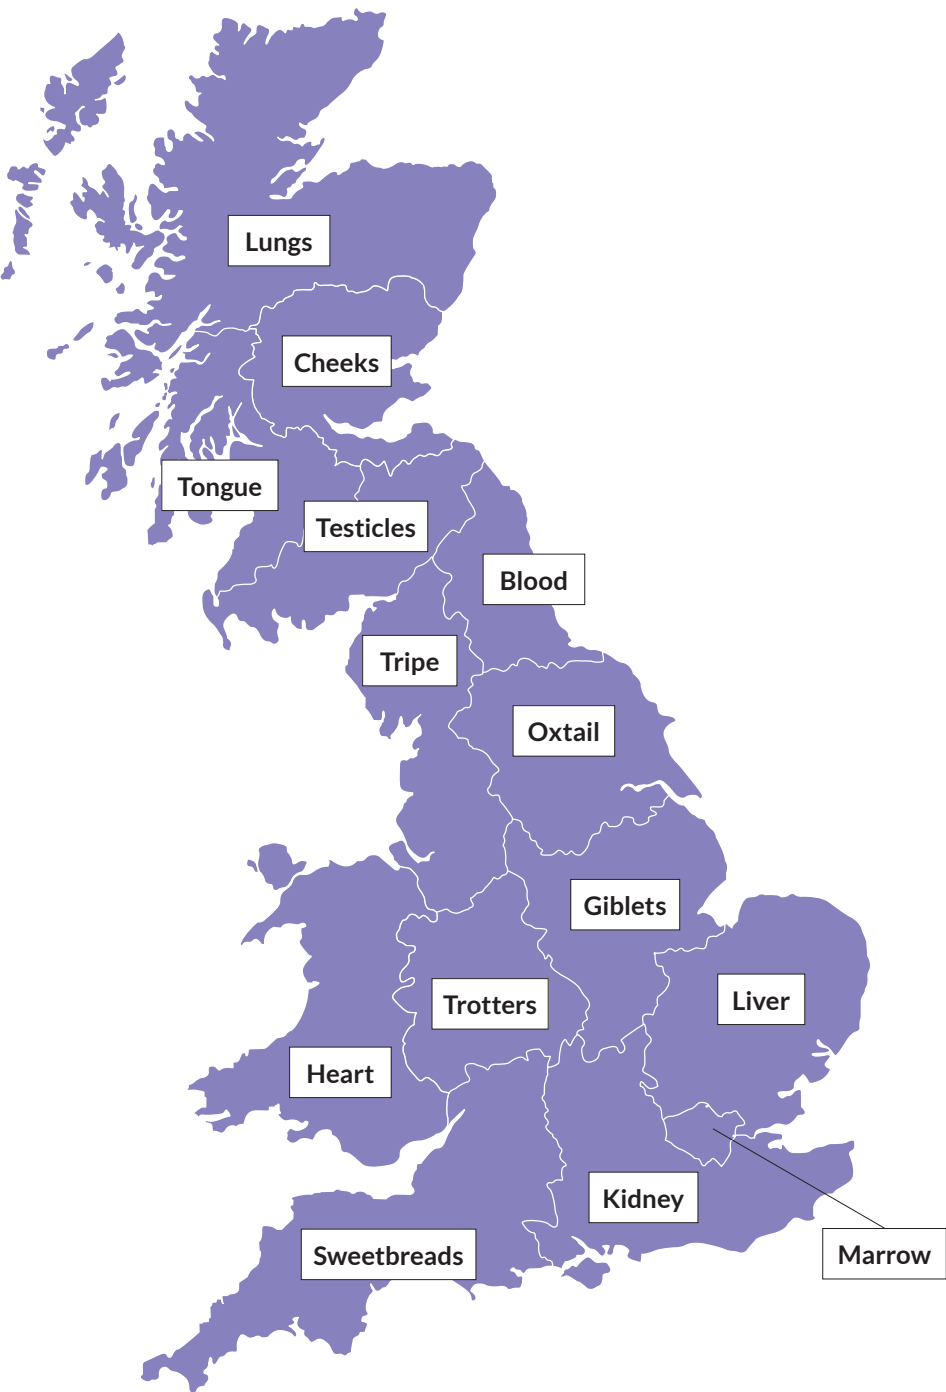 Lungs
Cheeks
Tongue
Testicles
Blood
Tripe
Oxtail
Giblets
Liver
Trotters
Heart
Kidney
Sweetbreads
Marrow